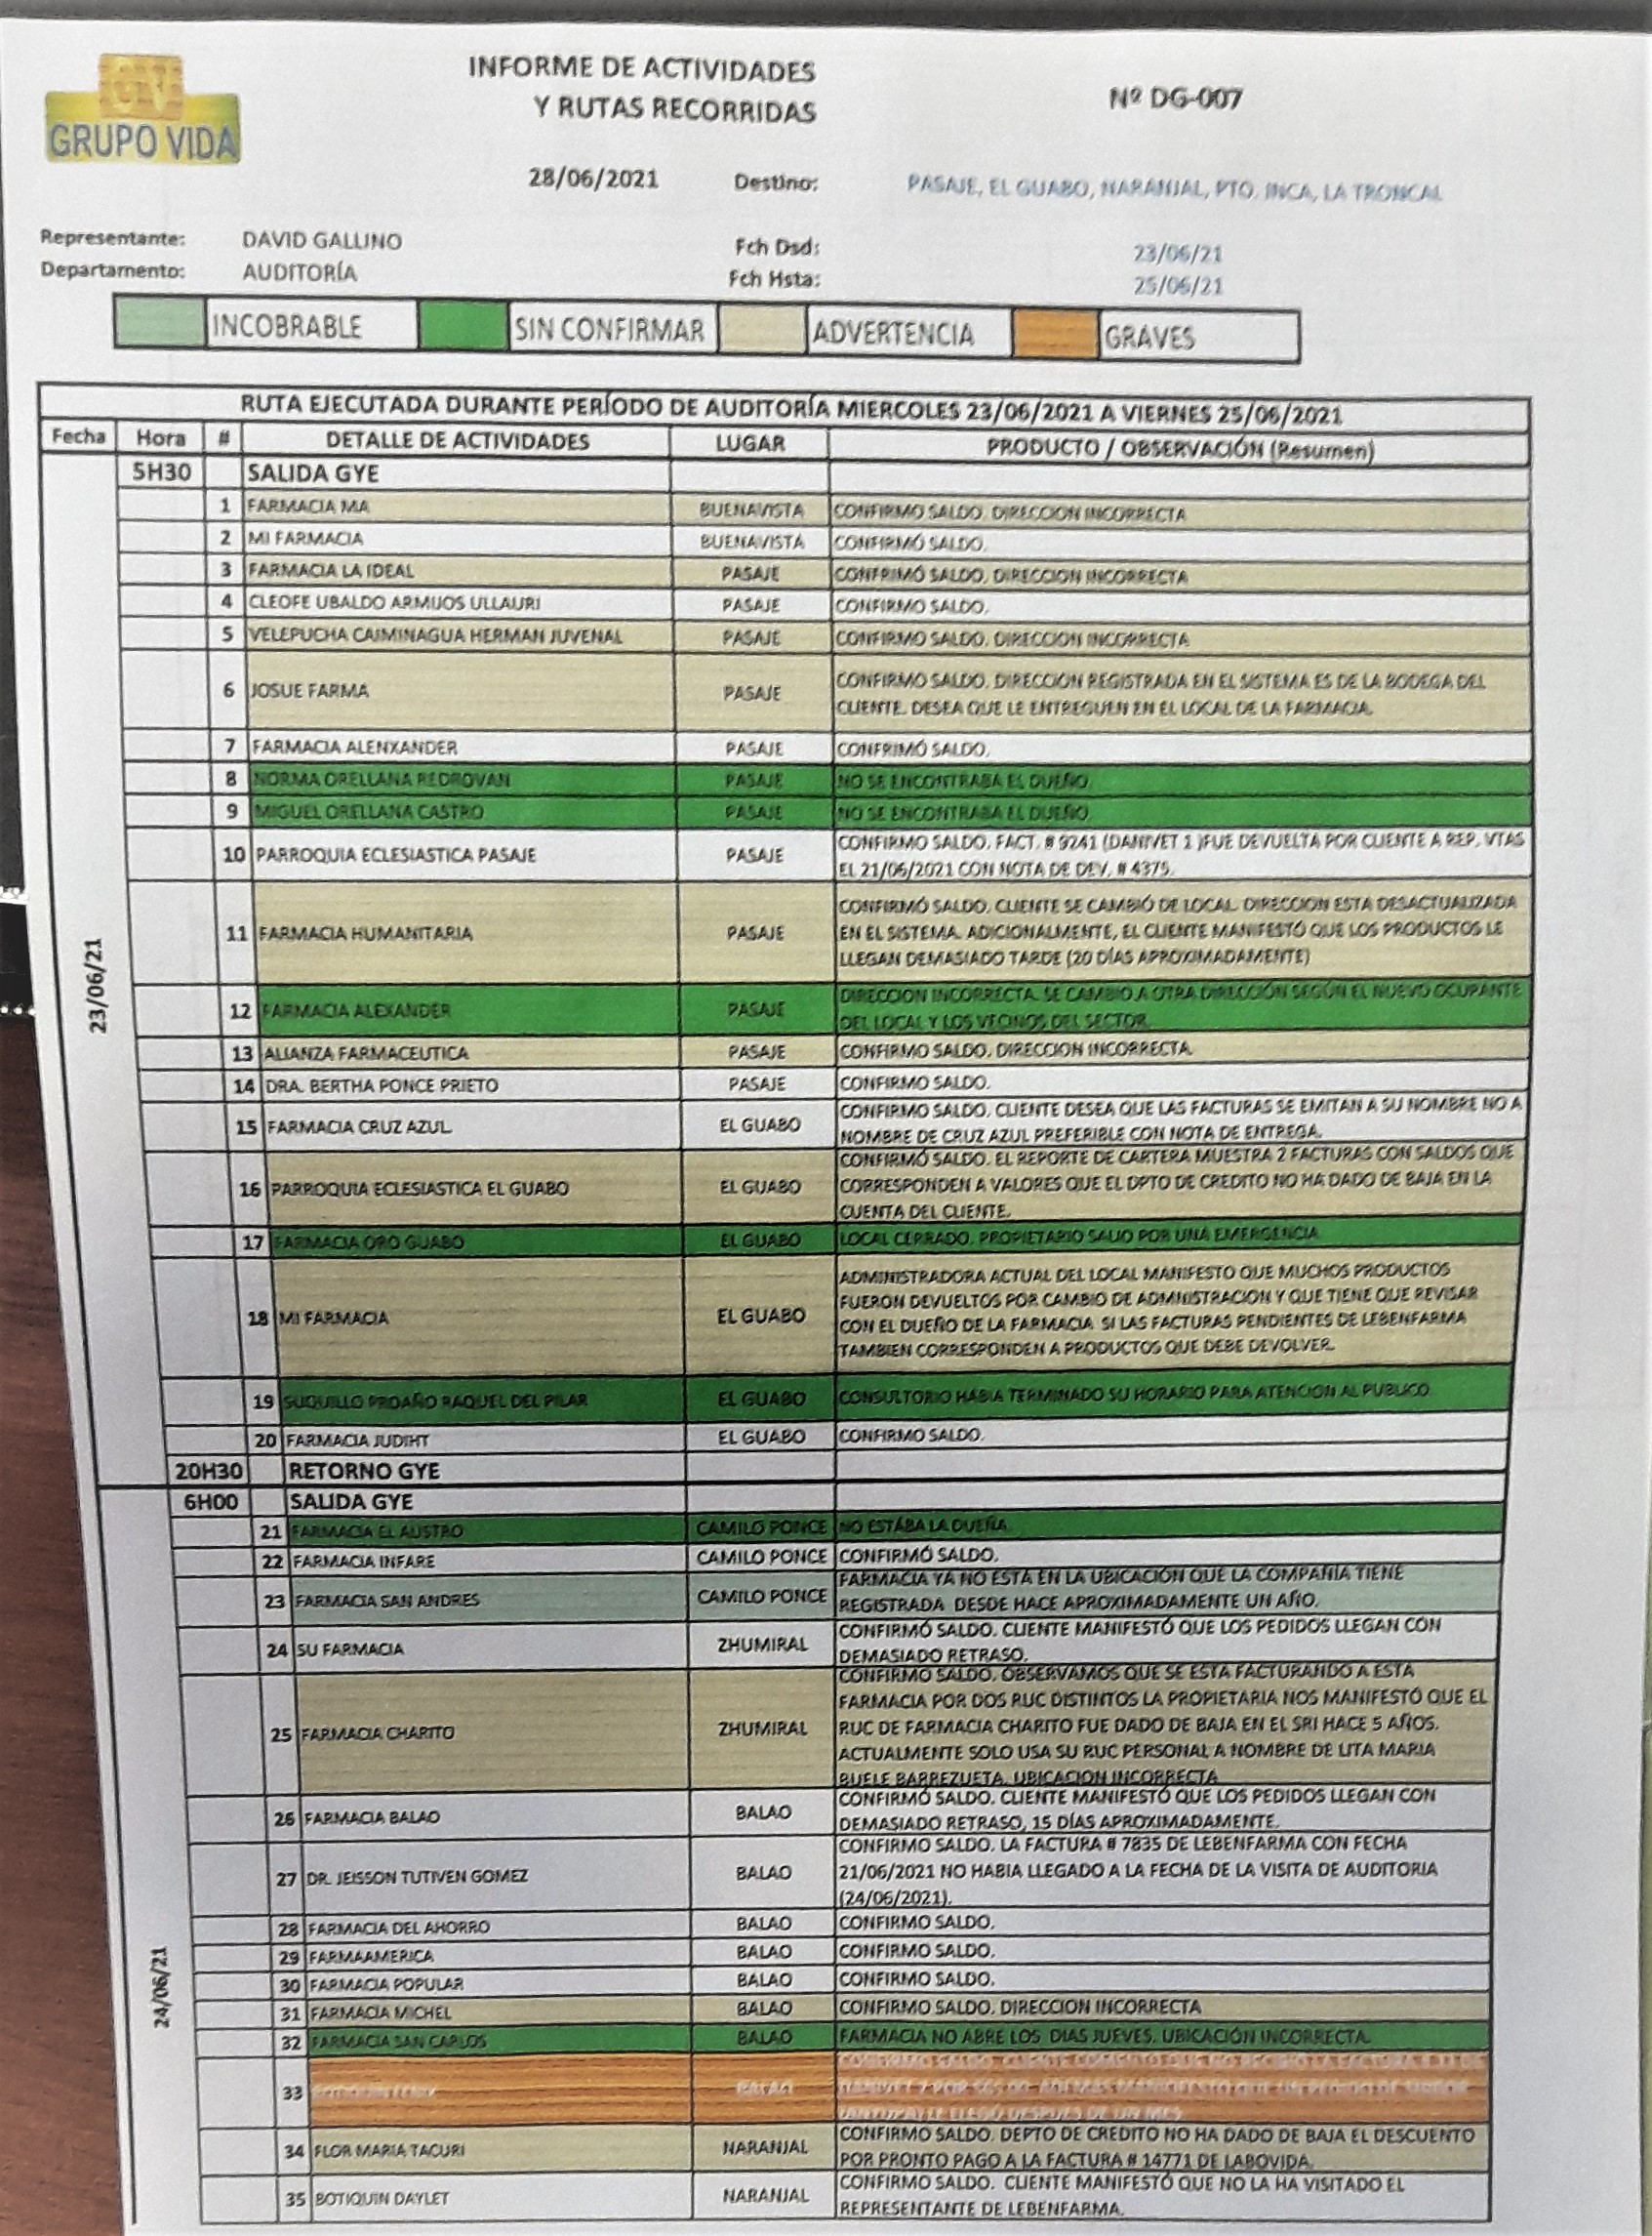 GRUPO VIDA
INFORME DE ACTIVIDADES
Y RUTAS RECORRIDAS
Nº DG-007
28/06/2021 Destino: PASAJE, EL GUABO, NARANJAL, PTO. INCA, LA TRONCAL
Representante: DAVID GALLINO Fch Dsd: 23/06/21
Departamento: AUDITORÍA Fch Hsta: 25/06/21
INCOBRABLE SIN CONFIRMAR ADVERTENCIA GRAVES
RUTA EJECUTADA DURANTE PERÍODO DE AUDITORÍA MIERCOLES 23/06/2021 A VIERNES 25/06/2021
Fecha Hora # DETALLE DE ACTIVIDADES LUGAR PRODUCTO / OBSERVACIÓN (Resumen)
23/06/21
5H30 SALIDA GYE
1 FARMACIA MA BUENAVISTA CONFIRMO SALDO. DIRECCION INCORRECTA
2 MI FARMACIA BUENAVISTA CONFIRMÓ SALDO.
3 FARMACIA LA IDEAL PASAJE CONFRIMÓ SALDO. DIRECCION INCORRECTA
4 CLEOFE UBALDO ARMIJOS ULLAURI PASAJE CONFIRMO SALDO.
5 VELEPUCHA CAIMINAGUA HERMAN JUVENAL PASAJE CONFIRMO SALDO. DIRECCION INCORRECTA
6 JOSUE FARMA PASAJE CONFIRMO SALDO. DIRECCION REGISTRADA EN EL SISTEMA ES DE LA BODEGA DEL
CLIENTE. DESEA QUE LE ENTREGUEN EN EL LOCAL DE LA FARMACIA.
7 FARMACIA ALENXANDER PASAJE CONFRIMÓ SALDO.
8 NORMA ORELLANA REDROVAN PASAJE NO SE ENCONTRABA EL DUEÑO.
9 MIGUEL ORELLANA CASTRO PASAJE NO SE ENCONTRABA EL DUEÑO.
10 PARROQUIA ECLESIASTICA PASAJE PASAJE CONFIRMO SALDO. FACT. # 9241 (DANIVET 1 )FUE DEVUELTA POR CLIENTE A REP. VTAS
EL 21/06/2021 CON NOTA DE DEV. # 4375.
11 FARMACIA HUMANITARIA PASAJE CONFIRMÓ SALDO. CLIENTE SE CAMBIÓ DE LOCAL. DIRECCION ESTA DESACTUALIZADA
EN EL SISTEMA. ADICIONALMENTE, EL CLIENTE MANIFESTÓ QUE LOS PRODUCTOS LE
LLEGAN DEMASIADO TARDE (20 DÍAS APROXIMADAMENTE)
12 FARMACIA ALEXANDER PASAJE DIRECCION INCORRECTA. SE CAMBIO A OTRA DIRECCIÓN SEGÚN EL NUEVO OCUPANTE
DEL LOCAL Y LOS VECINOS DEL SECTOR.
13 ALIANZA FARMACEUTICA PASAJE CONFIRMO SALDO. DIRECCION INCORRECTA.
14 DRA. BERTHA PONCE PRIETO PASAJE CONFIRMO SALDO.
15 FARMACIA CRUZ AZUL EL GUABO CONFIRMO SALDO. CLIENTE DESEA QUE LAS FACTURAS SE EMITAN A SU NOMBRE NO A
NOMBRE DE CRUZ AZUL PREFERIBLE CON NOTA DE ENTREGA.
16 PARROQUIA ECLESIASTICA EL GUABO EL GUABO CONFIRMÓ SALDO. EL REPORTE DE CARTERA MUESTRA 2 FACTURAS CON SALDOS QUE
CORRESPONDEN A VALORES QUE EL DPTO DE CREDITO NO HA DADO DE BAJA EN LA
CUENTA DEL CLIENTE.
17 FARMACIA ORO GUABO EL GUABO LOCAL CERRADO. PROPIETARIO SALIO POR UNA EMERGENCIA
18 MI FARMACIA EL GUABO ADMINISTRADORA ACTUAL DEL LOCAL MANIFESTO QUE MUCHOS PRODUCTOS
FUERON DEVUELTOS POR CAMBIO DE ADMNISTRACION Y QUE TIENE QUE REVISAR
CON EL DUEÑO DE LA FARMACIA SI LAS FACTURAS PENDIENTES DE LEBENFARMA
TAMBIEN CORRESPONDEN A PRODUCTOS QUE DEBE DEVOLVER.
19 SUQUILLO PROAÑO RAQUEL DEL PILAR EL GUABO CONSULTORIO HABIA TERMINADO SU HORARIO PARA ATENCION AL PUBLICO
20 FARMACIA JUDIHT EL GUABO CONFIRMO SALDO.
20H30 RETORNO GYE
24/06/21
6H00 SALIDA GYE
21 FARMACIA EL AUSTRO CAMILO PONCE NO ESTÁBA LA DUEÑA.
22 FARMACIA INFARE CAMILO PONCE CONFIRMÓ SALDO.
23 FARMACIA SAN ANDRES CAMILO PONCE FARMACIA YA NO ESTA EN LA UBICACIÓN QUE LA COMPAÑÍA TIENE
REGISTRADA DESDE HACE APROXIMADAMENTE UN AÑO.
24 SU FARMACIA ZHUMIRAL CONFIRMÓ SALDO. CLIENTE MANIFESTÓ QUE LOS PEDIDOS LLEGAN CON
DEMASIADO RETRASO.
25 FARMACIA CHARITO ZHUMIRAL CONFIRMO SALDO. OBSERVAMOS QUE SE ESTA FACTURANDO A ESTA
FARMACIA POR DOS RUC DISTINTOS LA PROPIETARIA NOS MANIFESTÓ QUE EL
RUC DE FARMACIA CHARITO FUE DADO DE BAJA EN EL SRI HACE 5 AÑOS.
ACTUALMENTE SOLO USA SU RUC PERSONAL A NOMBRE DE LITA MARIA
BUELE BARREZUETA. UBICACION INCORRECTA
26 FARMACIA BALAO BALAO CONFIRMÓ SALDO. CLIENTE MANIFESTÓ QUE LOS PEDIDOS LLEGAN CON
DEMASIADO RETRASO, 15 DÍAS APROXIMADAMENTE.
27 DR. JEISSON TUTIVEN GOMEZ BALAO CONFIRMO SALDO. LA FACTURA # 7835 DE LEBENFARMA CON FECHA
21/06/2021 NO HABIA LLEGADO A LA FECHA DE LA VISITA DE AUDITORIA
(24/06/2021).
28 FARMACIA DEL AHORRO BALAO CONFIRMO SALDO.
29 FARMAAMERICA BALAO CONFIRMO SALDO.
30 FARMACIA POPULAR BALAO CONFIRMO SALDO.
31 FARMACIA MICHEL BALAO CONFIRMO SALDO. DIRECCION INCORRECTA
32 FARMACIA SAN CARLOS BALAO FARMACIA NO ABRE LOS DIAS JUEVES. UBICACIÓN INCORRECTA.
33 BALAO CONFIRMO SALDO. CLIENTE
34 FLOR MARIA TACURI NARANJAL CONFIRMO SALDO. DEPTO DE CREDITO NO HA DADO DE BAJA EL DESCUENTO
POR PRONTO PAGO A LA FACTURA # 14771 DE LABOVIDA.
35 BOTIQUIN DAYLET NARANJAL CONFIRMO SALDO. CLIENTE MANIFESTÓ QUE NO LA HA VISITADO EL
REPRESENTANTE DE LEBENFARMA.